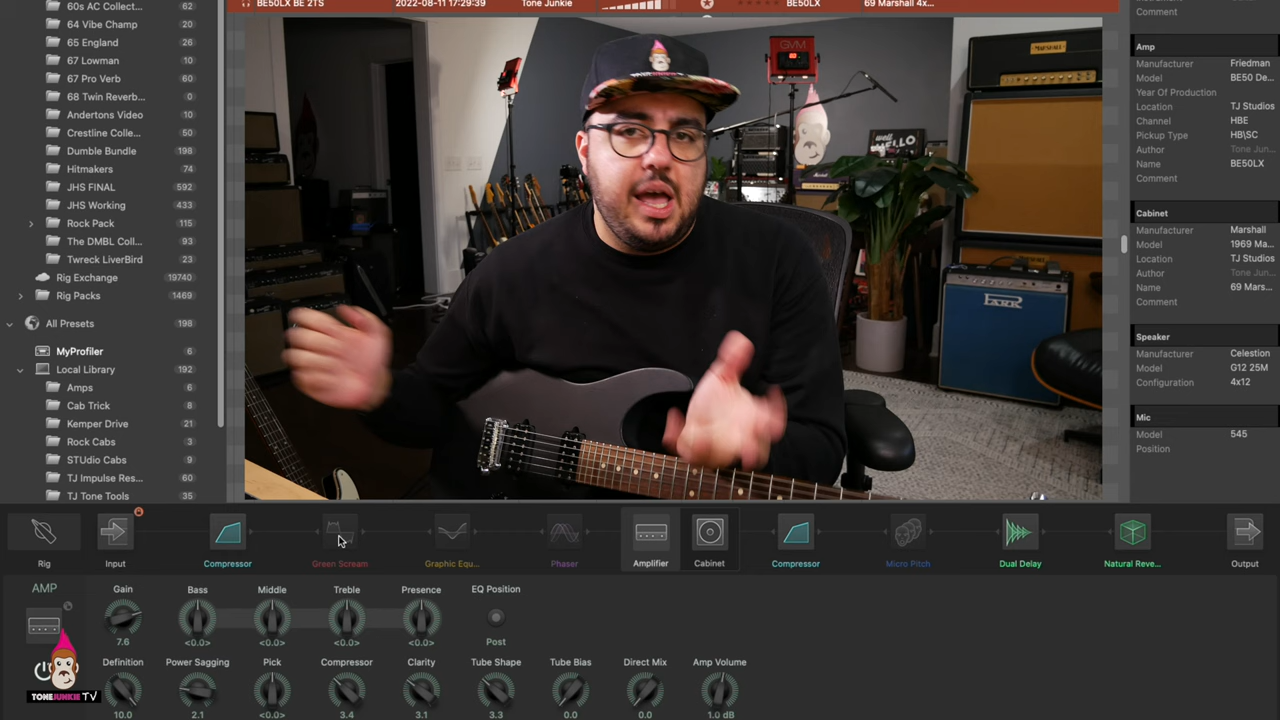 60s AC Collect... 62
64 Vibe Champ 50
65 England 26
67 Lowman 10
67 Pro Verb 60
68 Twin Reverb... 0
Andertons Video 10
Crestline Colle... 50
Dumble Bundle 198
Hitmakers 74
JHS FINAL 592
JHS Working 433
Rock Pack 115
The DMBL Coll... 93
Twreck LiverBird 23
Rig Exchange 19740
Rig Packs 1469
All Presets 198
MyProfiler 6
Local Library 192
Amps 6
Cab Trick 8
Kemper Drive 21
Rock Cabs 3
STUdio Cabs 9
TJ Impulse Res... 60
TJ Tone Tools 35
BE50LX BE 2TS 2022-08-11 17:29:39 Tone Junkie BE50LX 69 Marshall 4x...
GVM
MARSHALL
well
HELLO
PARK
Comment
Amp
Manufacturer Friedman
Model BE50 De...
Year Of Production
Location TJ Studios
Channel HBE
Pickup Type HB\SC
Author Tone Jun...
Name BE50LX
Comment
Cabinet
Manufacturer Marshall
Model 1969 Ma...
Location TJ Studios
Author Tone Jun...
Name 69 Mars...
Comment
Speaker
Manufacturer Celestion
Model G12 25M
Configuration 4x12
Mic
Model 545
Position
Rig Input Compressor Green Scream Graphic Equ... Phaser Amplifier Cabinet Compressor Micro Pitch Dual Delay Natural Reve... Output
AMP Gain Bass Middle Treble Presence EQ Position
7.6 <0.0> <0.0> <0.0> <0.0> Post
Definition Power Sagging Pick Compressor Clarity Tube Shape Tube Bias Direct Mix Amp Volume
10.0 2.1 <0.0> 3.4 3.1 3.3 0.0 0.0 1.0 dB
TONEJUNKIE TV